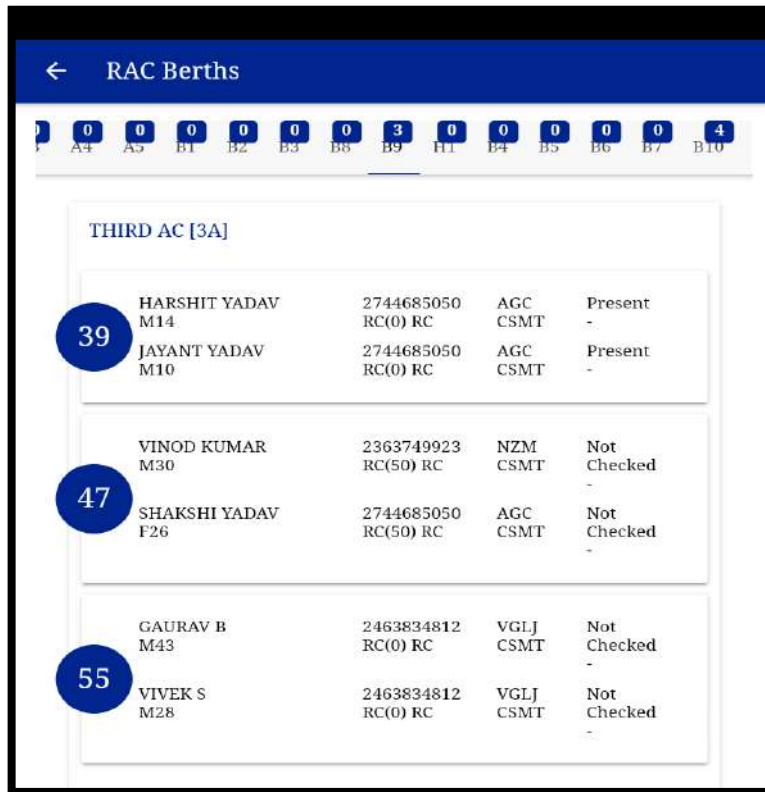 ← RAC Berths
0 0 0 0 0 0 3 0 0 0 0 0 4
A4 A5 B1 B2 B3 B8 B9 H1 B4 B5 B6 B7 B10
THIRD AC [3A]
39
HARSHIT YADAV 2744685050 AGC Present
M14 RC(0) RC CSMT -
JAYANT YADAV 2744685050 AGC Present
M10 RC(0) RC CSMT -
47
VINOD KUMAR 2363749923 NZM Not
M30 RC(50) RC CSMT Checked
-
SHAKSHI YADAV 2744685050 AGC Not
F26 RC(50) RC CSMT Checked
-
55
GAURAV B 2463834812 VGLJ Not
M43 RC(0) RC CSMT Checked
-
VIVEK S 2463834812 VGLJ Not
M28 RC(0) RC CSMT Checked
-